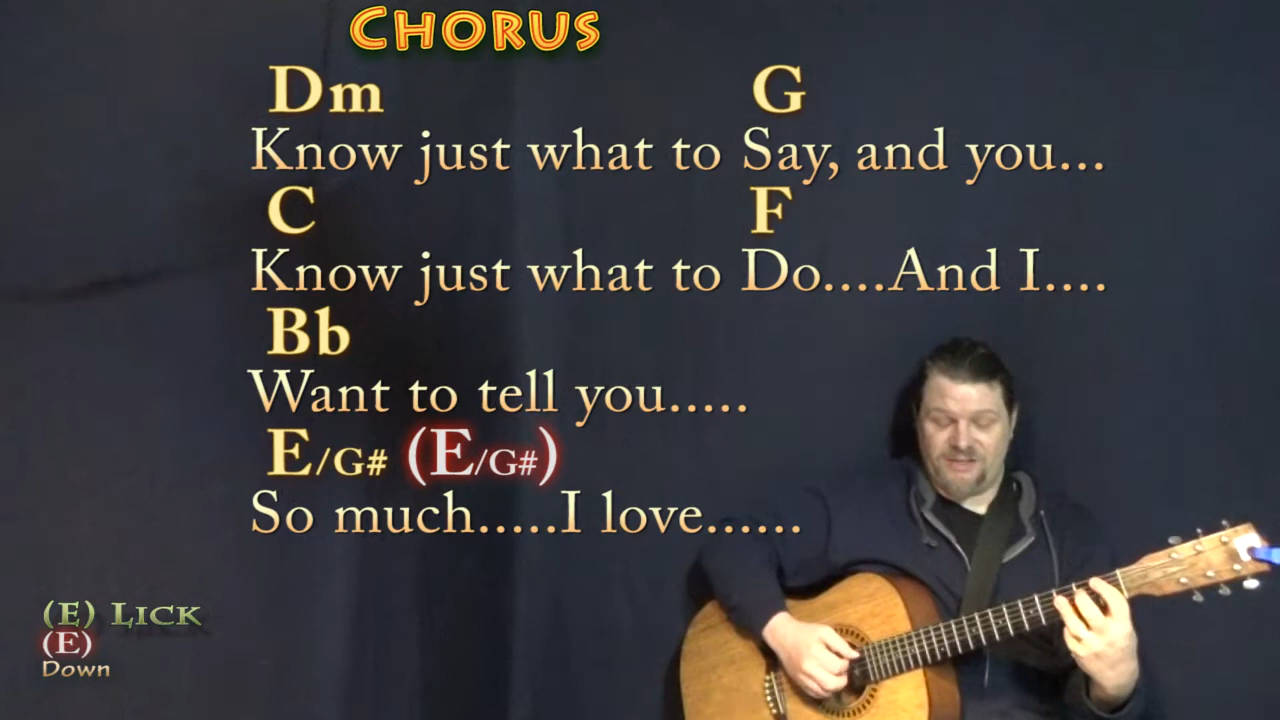 CHORUS
Dm G
Know just what to Say, and you...
C F
Know just what to Do....And I....
Bb
Want to tell you.....
E/G# (E/G#)
So much.....I love......
(E) LICK
(E)
Down